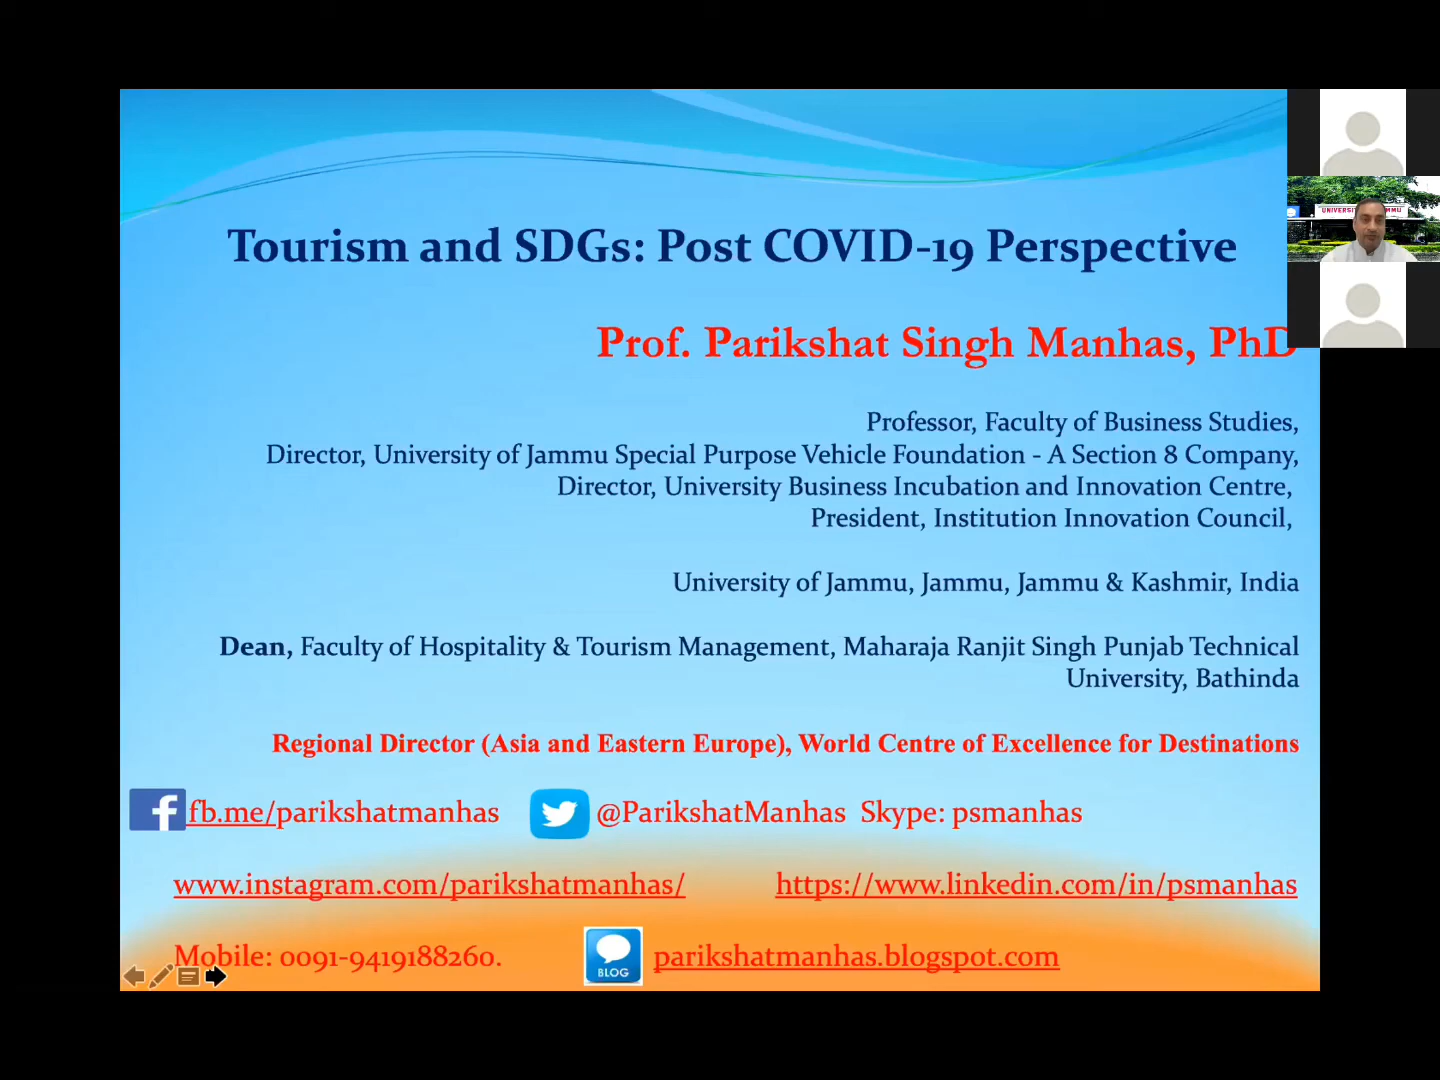 Tourism and SDGs: Post COVID-19 Perspective
Prof. Parikshat Singh Manhas, PhD
Professor, Faculty of Business Studies,
Director, University of Jammu Special Purpose Vehicle Foundation - A Section 8 Company,
Director, University Business Incubation and Innovation Centre,
President, Institution Innovation Council,
University of Jammu, Jammu, Jammu & Kashmir, India
Dean, Faculty of Hospitality & Tourism Management, Maharaja Ranjit Singh Punjab Technical
University, Bathinda
Regional Director (Asia and Eastern Europe), World Centre of Excellence for Destinations
fb.me/parikshatmanhas @ParikshatManhas Skype: psmanhas
www.instagram.com/parikshatmanhas/ https://www.linkedin.com/in/psmanhas
Mobile: 0091-9419188260. BLOG parikshatmanhas.blogspot.com